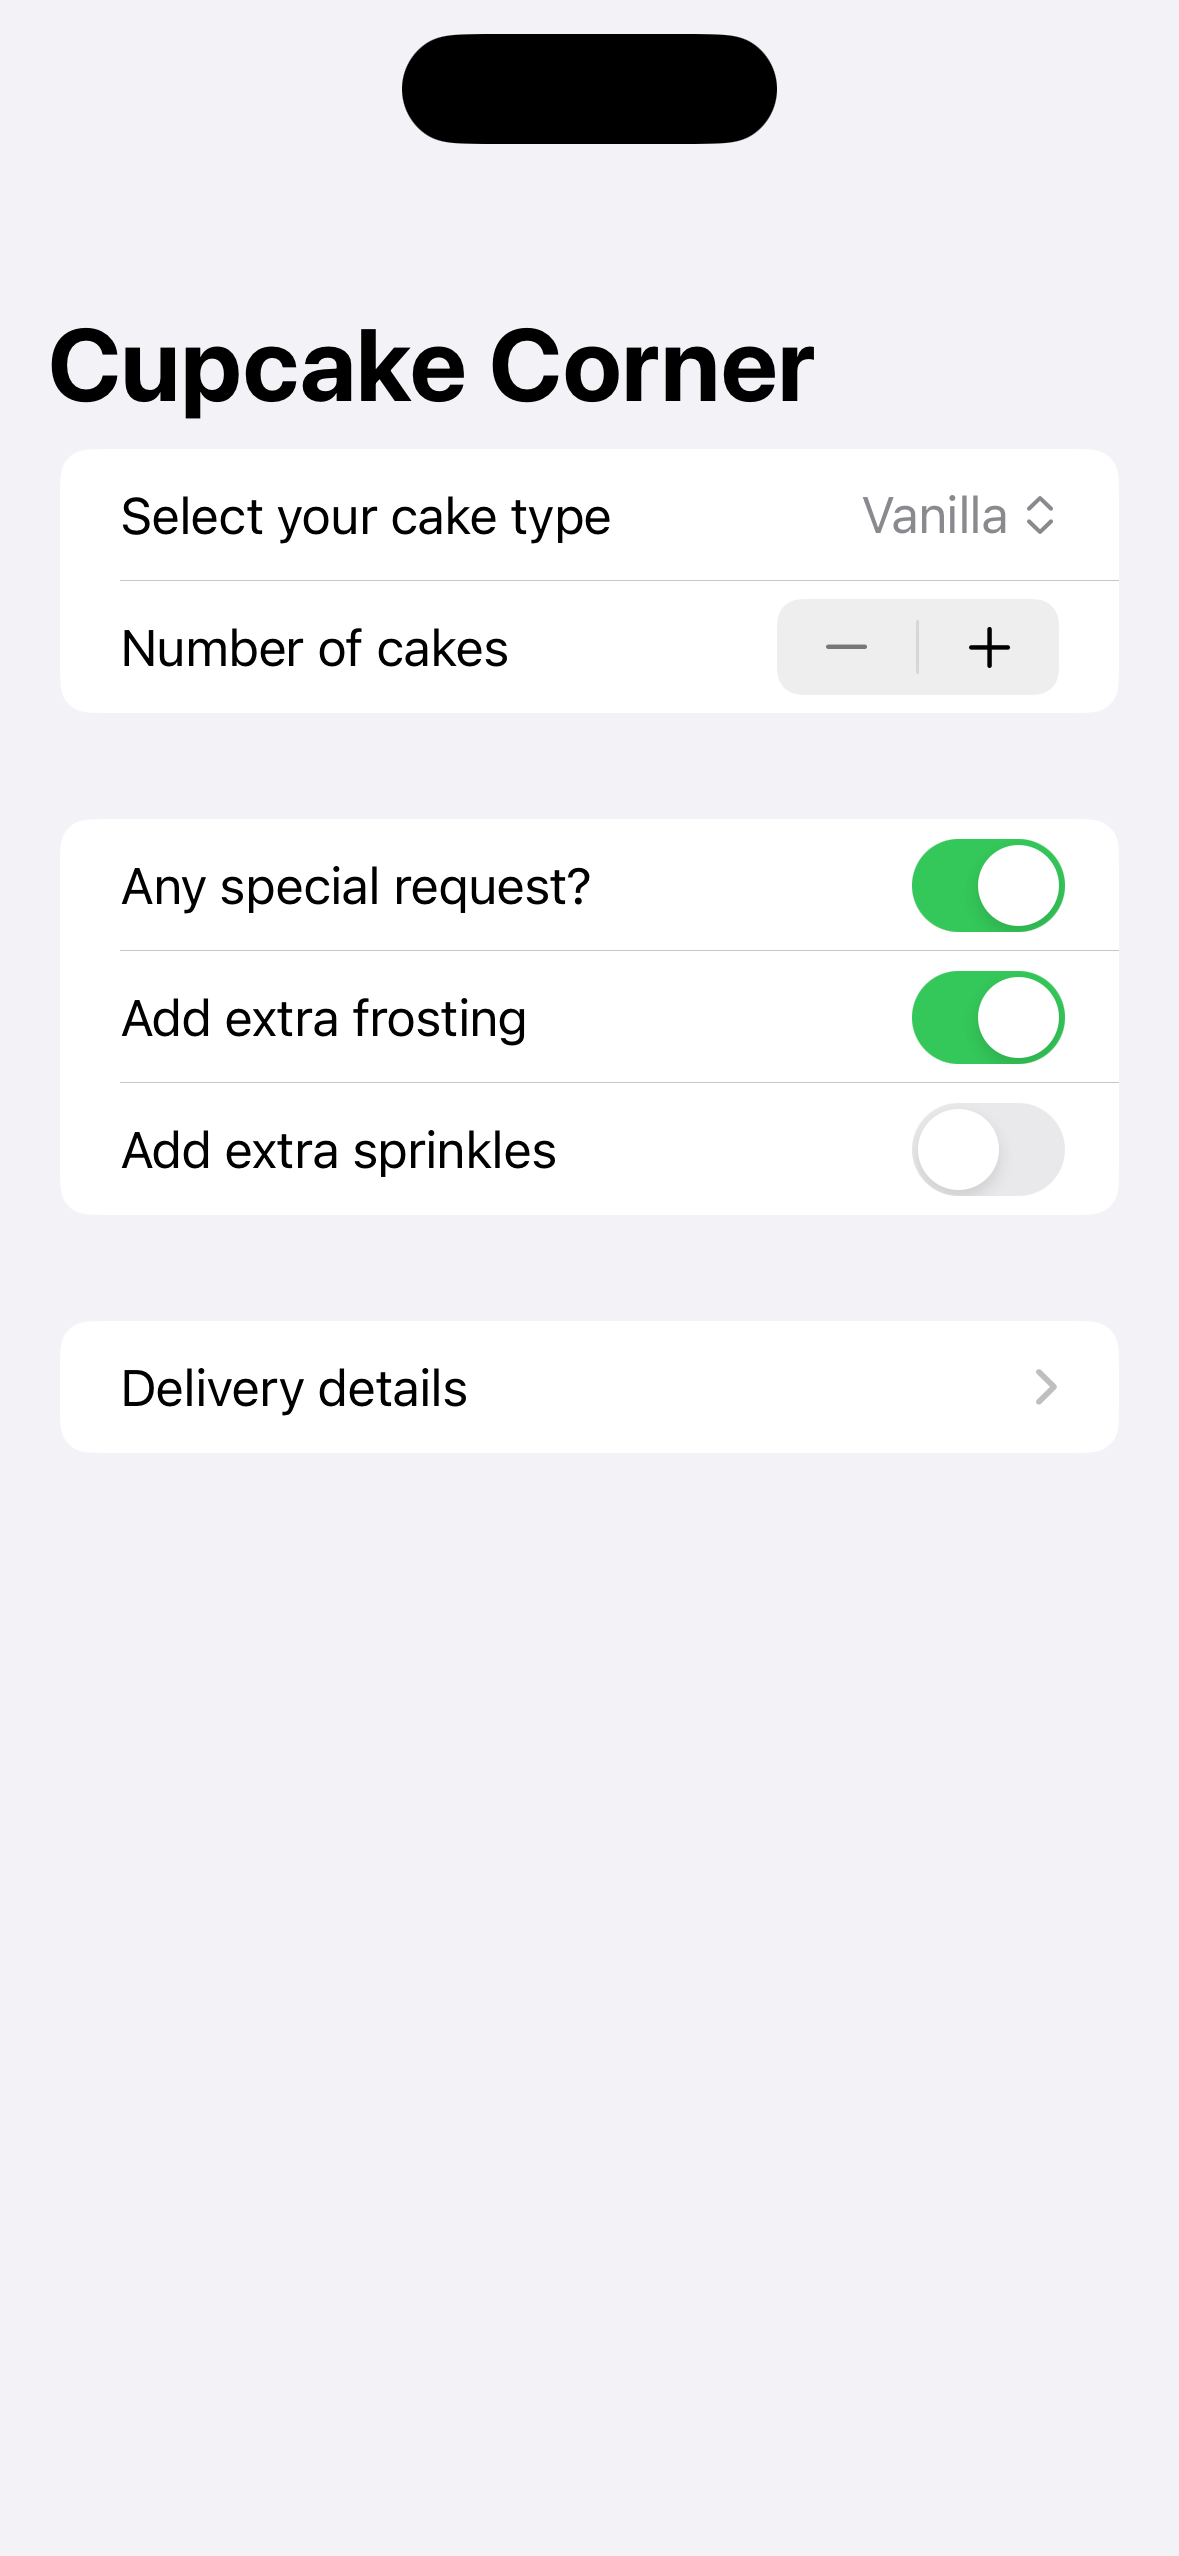 Cupcake Corner
Select your cake type Vanilla
Number of cakes
Any special request?
Add extra frosting
Add extra sprinkles
Delivery details